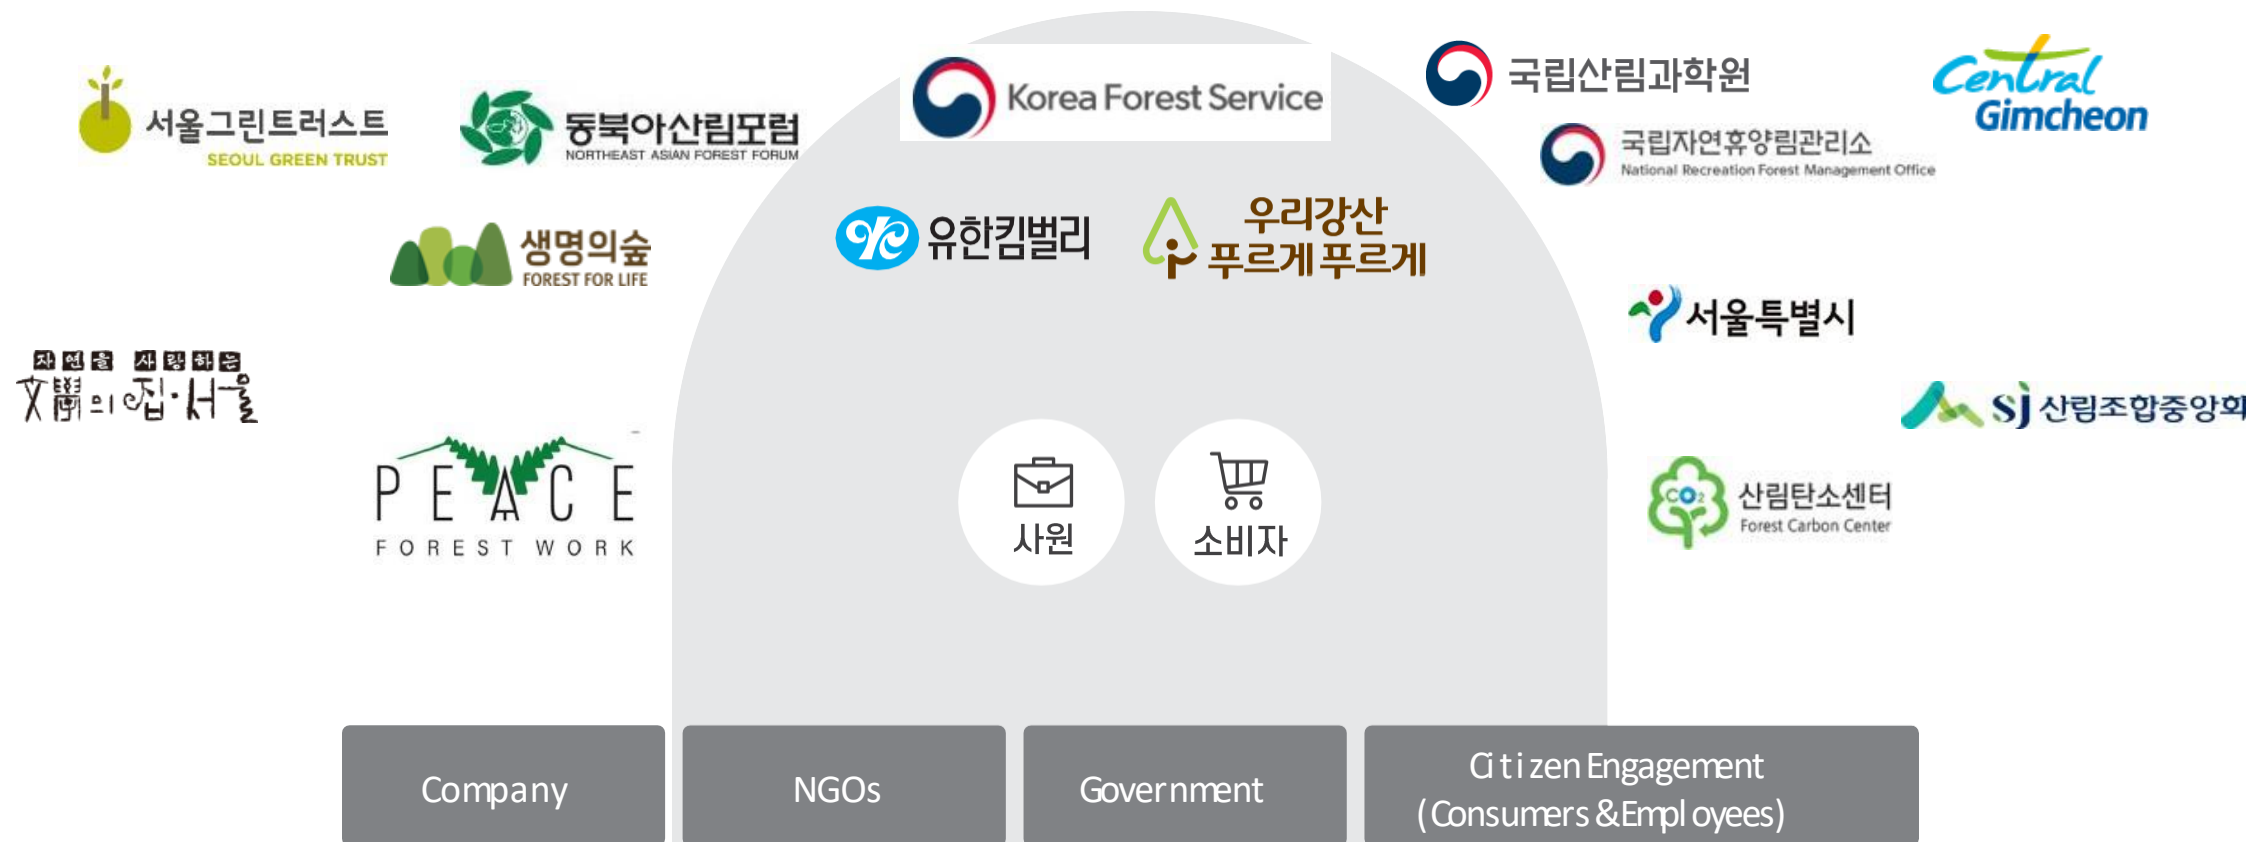 서울그린트러스트
SEOUL GREEN TRUST
동북아산림포럼
NORTHEAST ASIAN FOREST FORUM
Korea Forest Service
국립산림과학원
Central
Gimcheon
국립자연휴양림관리소
National Recreation Forest Management Office
생명의숲
FOREST FOR LIFE
유한킴벌리
우리강산
푸르게 푸르게
서울특별시
자연을 사랑하는
文學의 집·서울
SJ 산림조합중앙회
PEACE
FOREST WORK
CO2
산림탄소센터
Forest Carbon Center
사원
소비자
Company
NGOs
Government
Citizen Engagement
(Consumers & Employees)